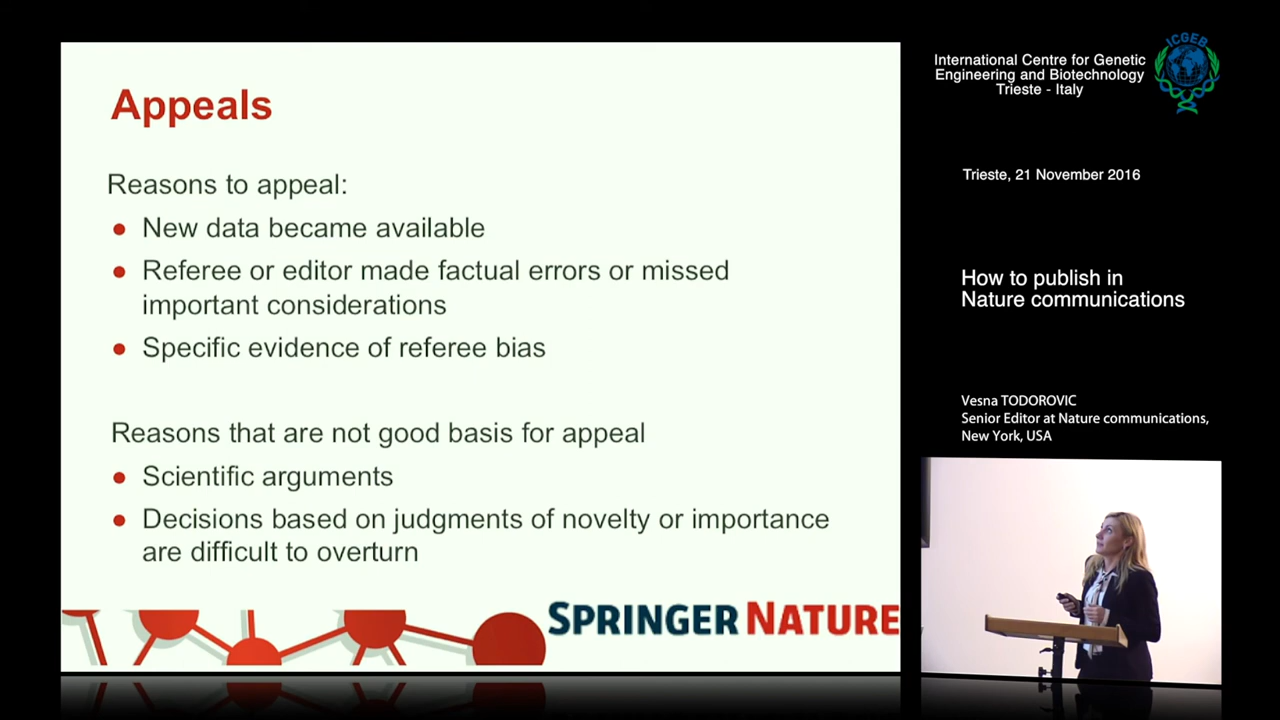 Appeals
Reasons to appeal:
New data became available
Referee or editor made factual errors or missed
important considerations
Specific evidence of referee bias
Reasons that are not good basis for appeal
Scientific arguments
Decisions based on judgments of novelty or importance
are difficult to overturn
SPRINGER NATURE
ICGEB
International Centre for Genetic
Engineering and Biotechnology
Trieste - Italy
Trieste, 21 November 2016
How to publish in
Nature communications
Vesna TODOROVIC
Senior Editor at Nature communications,
New York, USA